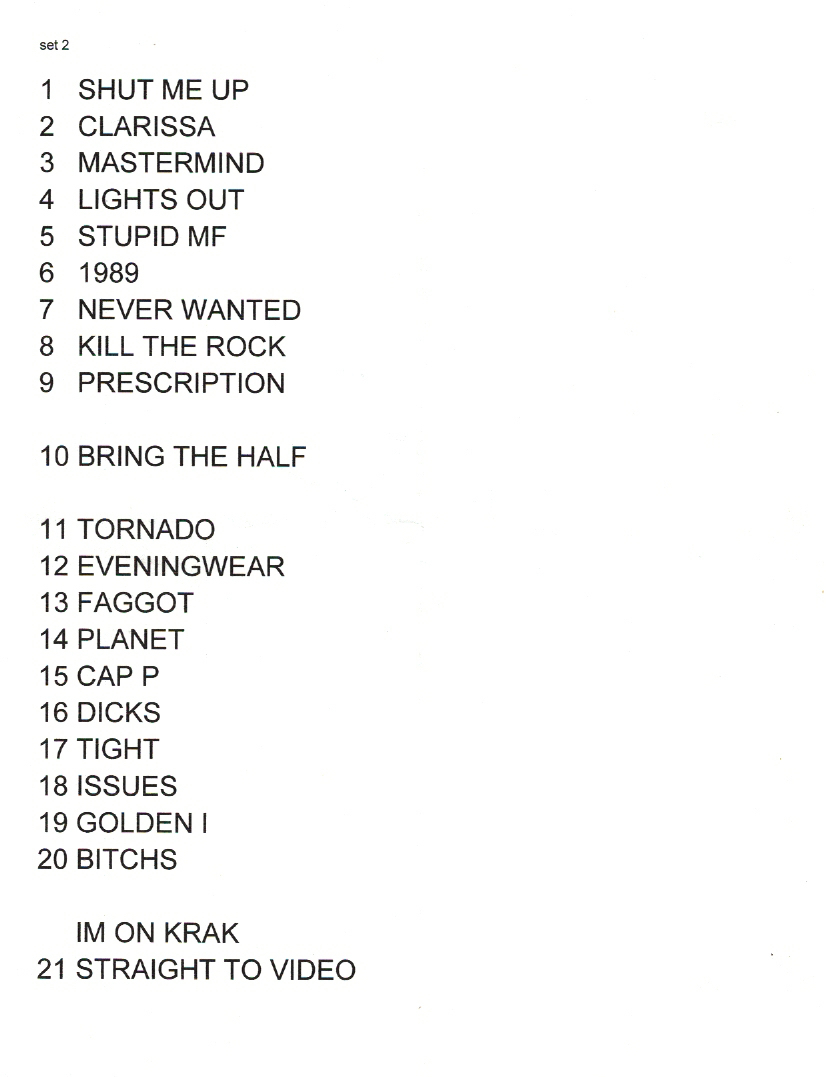 set 2
1 SHUT ME UP
2 CLARISSA
3 MASTERMIND
4 LIGHTS OUT
5 STUPID MF
6 1989
7 NEVER WANTED
8 KILL THE ROCK
9 PRESCRIPTION
10 BRING THE HALF
11 TORNADO
12 EVENINGWEAR
13 FAGGOT
14 PLANET
15 CAP P
16 DICKS
17 TIGHT
18 ISSUES
19 GOLDEN I
20 BITCHS
IM ON KRAK
21 STRAIGHT TO VIDEO